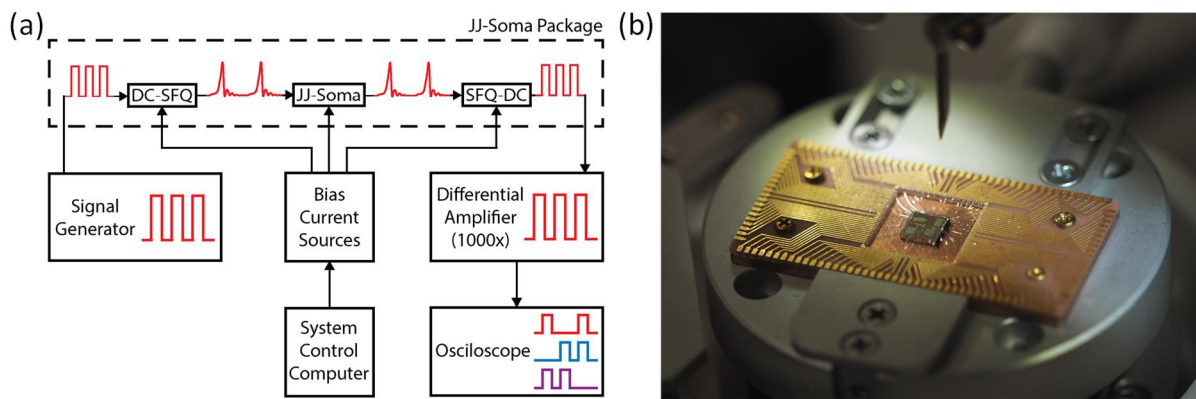 (a)
JJ-Soma Package
DC-SFQ
JJ-Soma
SFQ-DC
Signal
Generator
Bias
Current
Sources
Differential
Amplifier
(1000x)
System
Control
Computer
Osciloscope
(b)